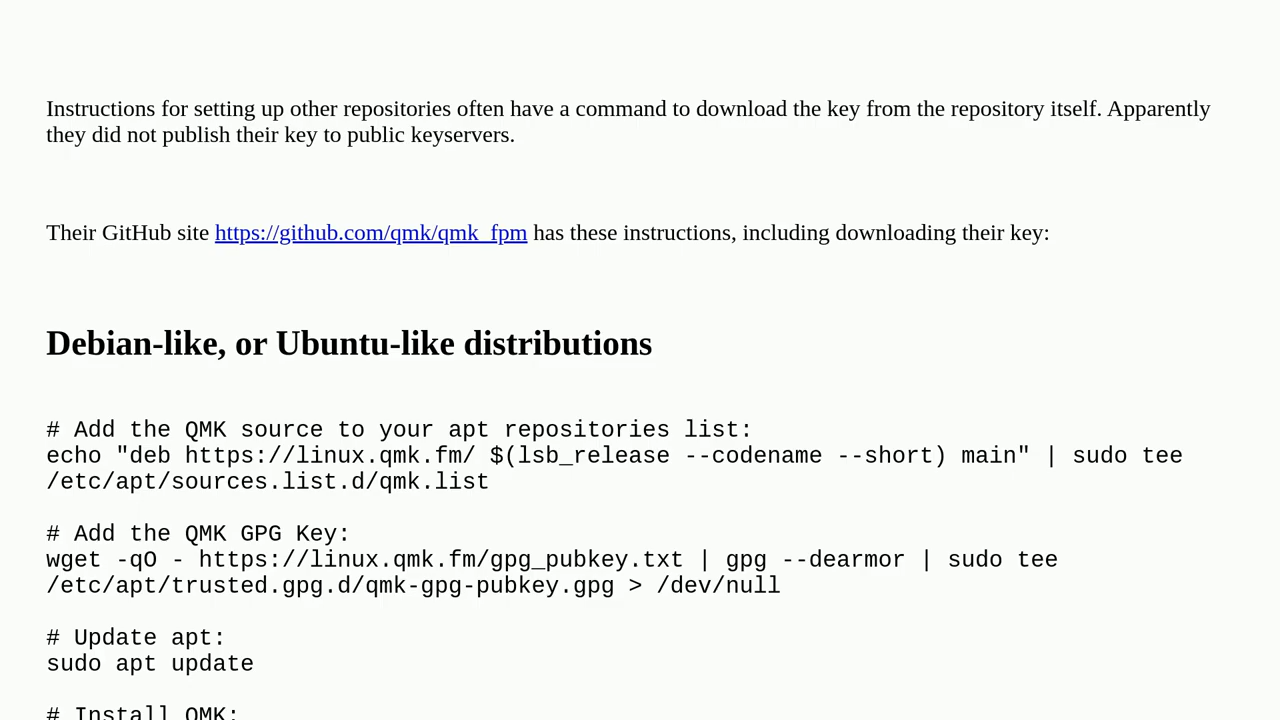 Instructions for setting up other repositories often have a command to download the key from the repository itself. Apparently
they did not publish their key to public keyservers.
Their GitHub site https://github.com/qmk/qmk_fpm has these instructions, including downloading their key:
Debian-like, or Ubuntu-like distributions
# Add the QMK source to your apt repositories list:
echo "deb https://linux.qmk.fm/ $(lsb_release --codename --short) main" | sudo tee
/etc/apt/sources.list.d/qmk.list
# Add the QMK GPG Key:
wget -qO - https://linux.qmk.fm/gpg_pubkey.txt | gpg --dearmor | sudo tee
/etc/apt/trusted.gpg.d/qmk-gpg-pubkey.gpg > /dev/null
# Update apt:
sudo apt update
# Install QMK: